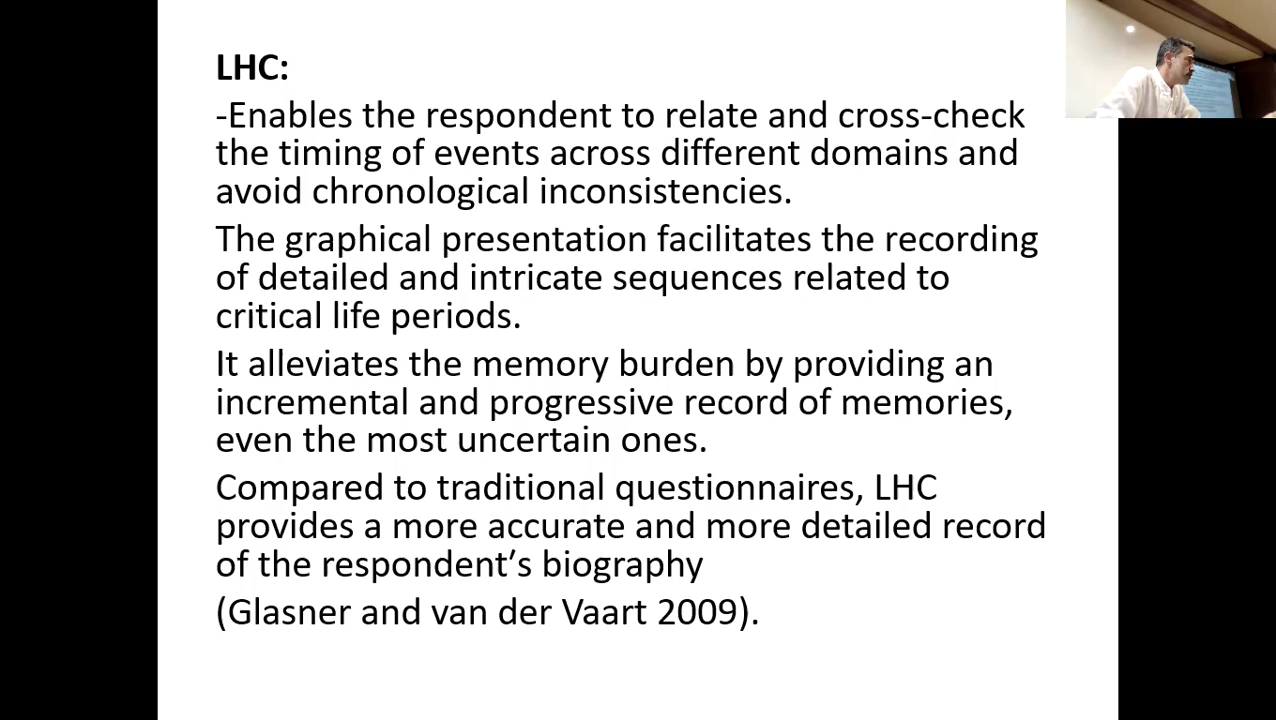 LHC:
-Enables the respondent to relate and cross-check
the timing of events across different domains and
avoid chronological inconsistencies.
The graphical presentation facilitates the recording
of detailed and intricate sequences related to
critical life periods.
It alleviates the memory burden by providing an
incremental and progressive record of memories,
even the most uncertain ones.
Compared to traditional questionnaires, LHC
provides a more accurate and more detailed record
of the respondent’s biography
(Glasner and van der Vaart 2009).